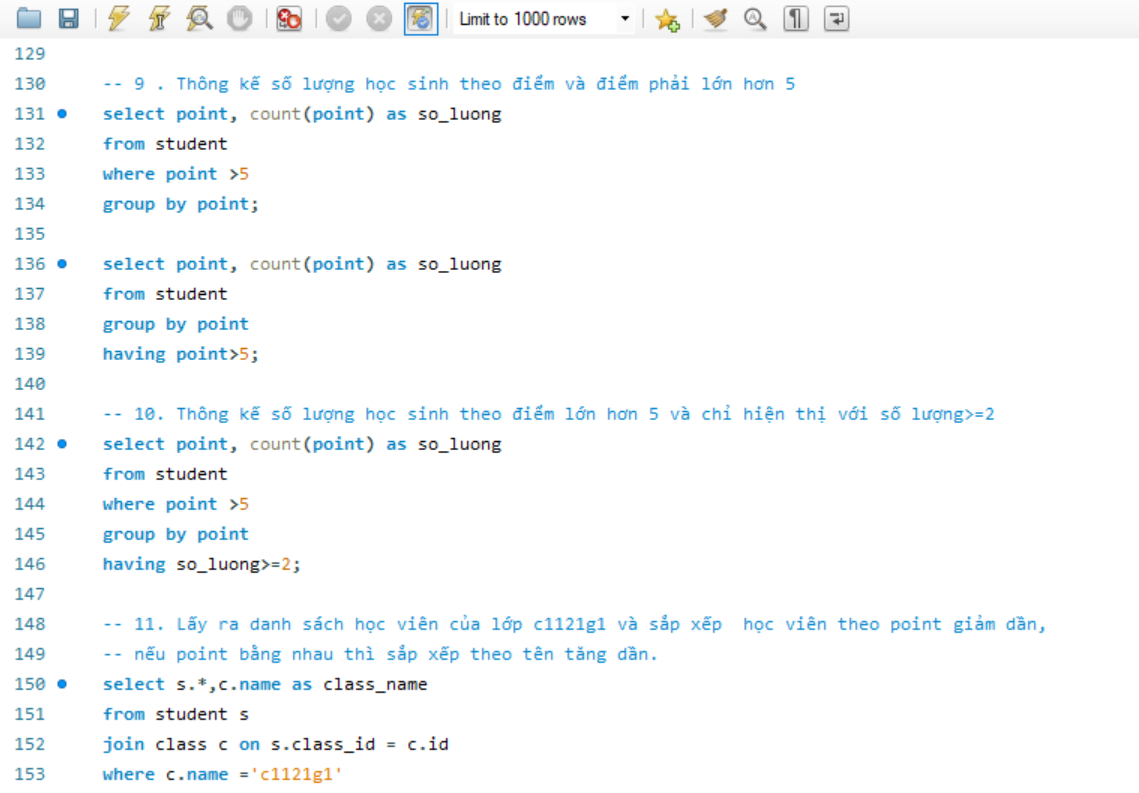 Limit to 1000 rows
129
130 -- 9 . Thông kế số lượng học sinh theo điểm và điểm phải lớn hơn 5
131 select point, count(point) as so_luong
132 from student
133 where point >5
134 group by point;
135
136 select point, count(point) as so_luong
137 from student
138 group by point
139 having point>5;
140
141 -- 10. Thông kế số lượng học sinh theo điểm lớn hơn 5 và chỉ hiện thị với số lượng>=2
142 select point, count(point) as so_luong
143 from student
144 where point >5
145 group by point
146 having so_luong>=2;
147
148 -- 11. Lấy ra danh sách học viên của lớp c1121g1 và sắp xếp  học viên theo point giảm dần,
149 -- nếu point bằng nhau thì sắp xếp theo tên tăng dần.
150 select s.*,c.name as class_name
151 from student s
152 join class c on s.class_id = c.id
153 where c.name ='c1121g1'